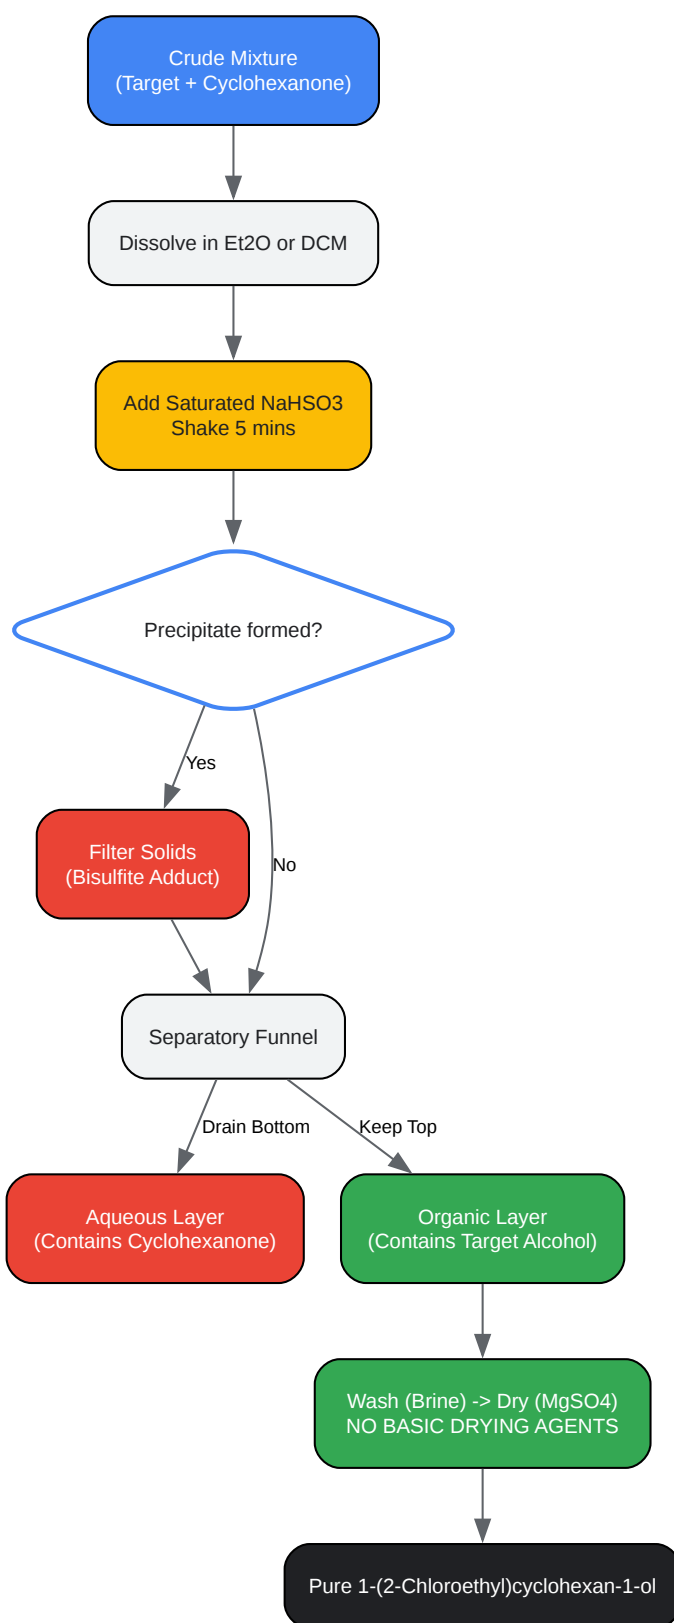 Crude Mixture
(Target + Cyclohexanone)
Dissolve in Et2O or DCM
Add Saturated NaHSO3
Shake 5 mins
Precipitate formed?
Yes
Filter Solids
(Bisulfite Adduct)
No
Separatory Funnel
Drain Bottom
Keep Top
Aqueous Layer
(Contains Cyclohexanone)
Organic Layer
(Contains Target Alcohol)
Wash (Brine) -> Dry (MgSO4)
NO BASIC DRYING AGENTS
Pure 1-(2-Chloroethyl)cyclohexan-1-ol